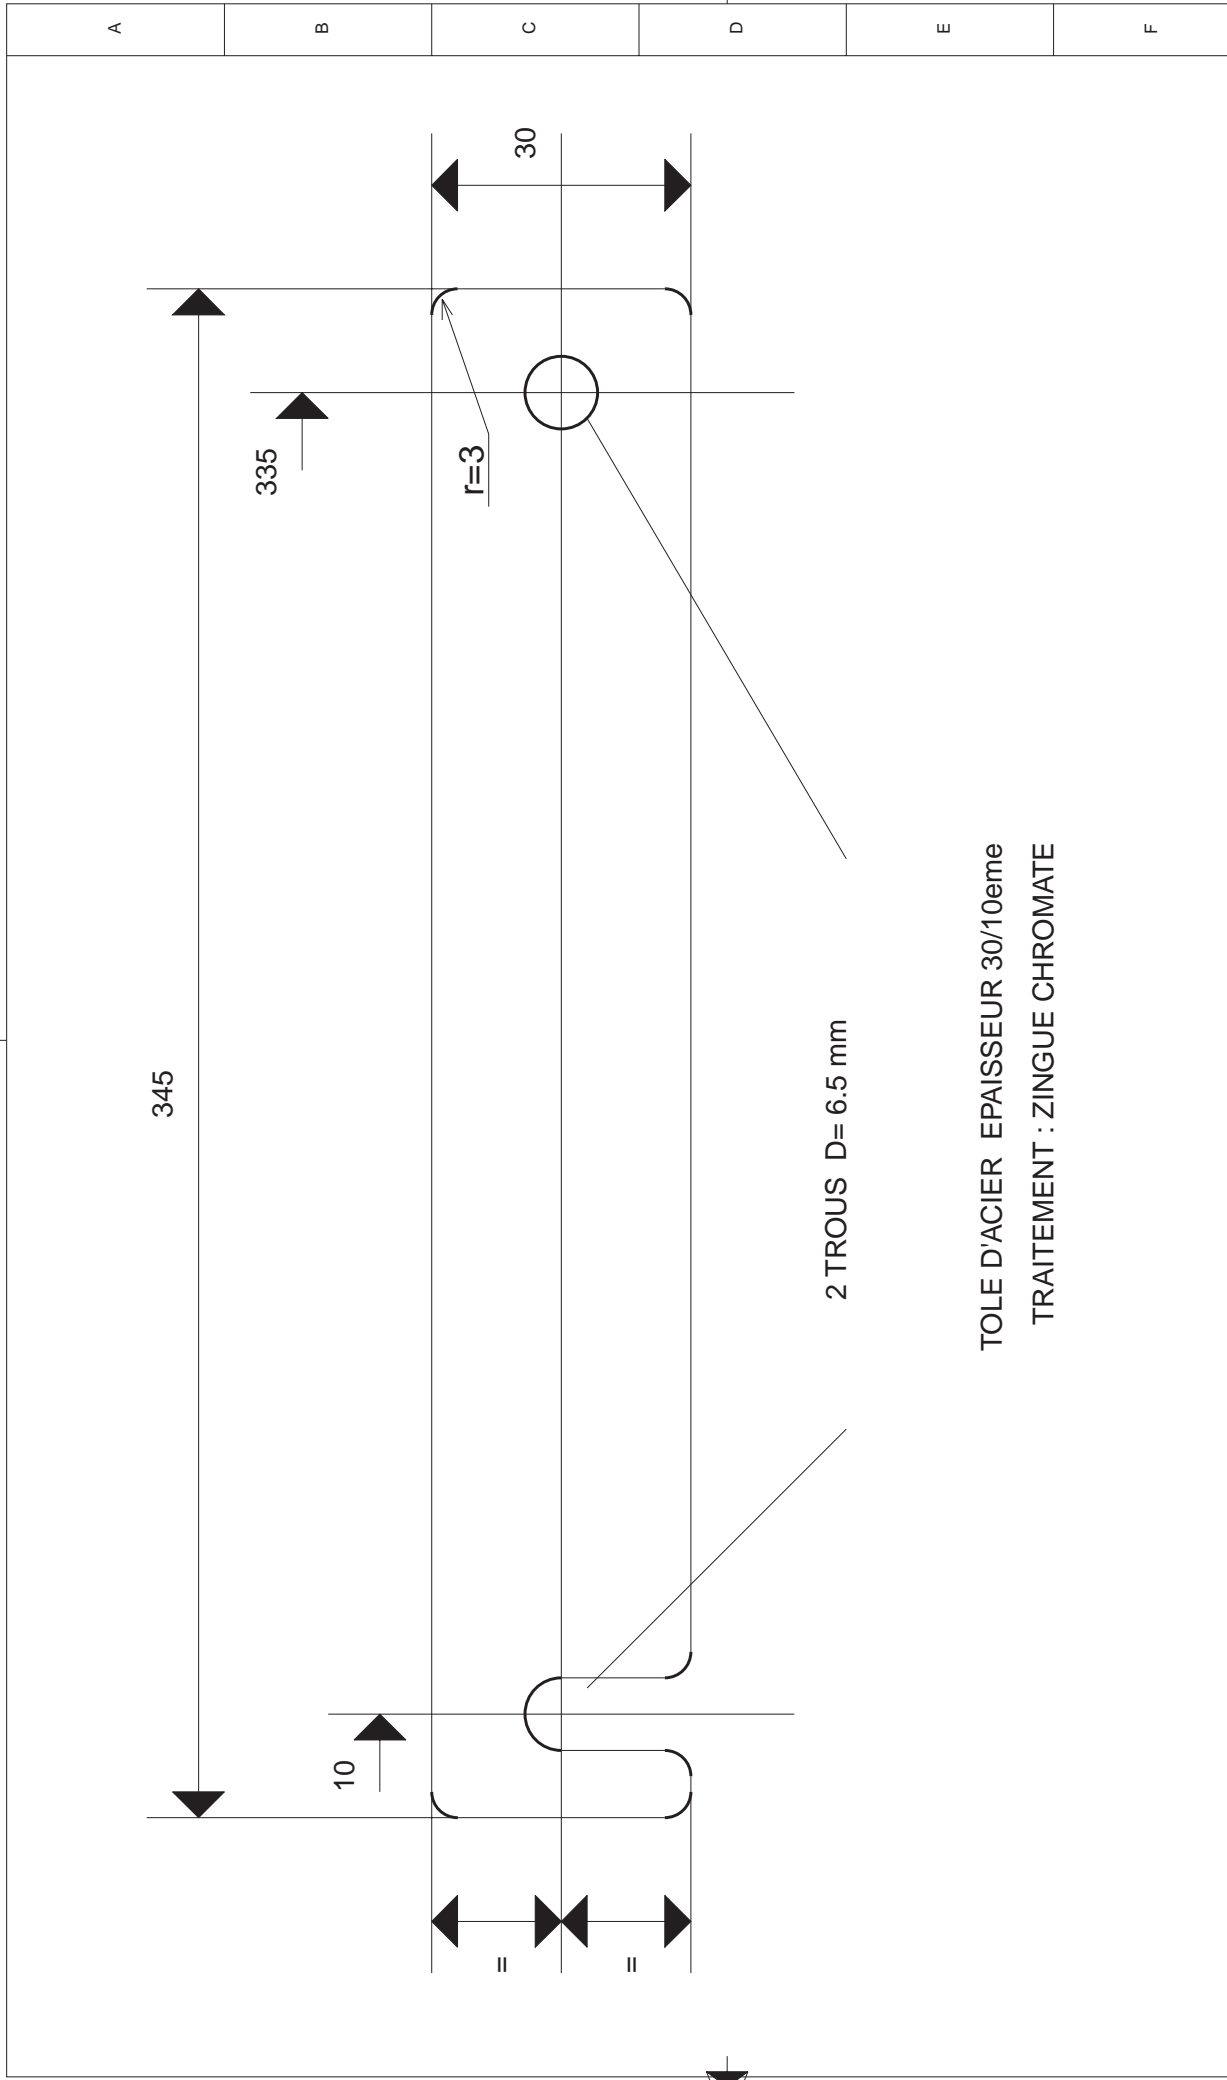 A
B
C
D
E
F
345
335
10
30
r=3
=
=
2 TROUS D= 6.5 mm
TOLE D'ACIER EPAISSEUR 30/10eme
TRAITEMENT : ZINGUE CHROMATE